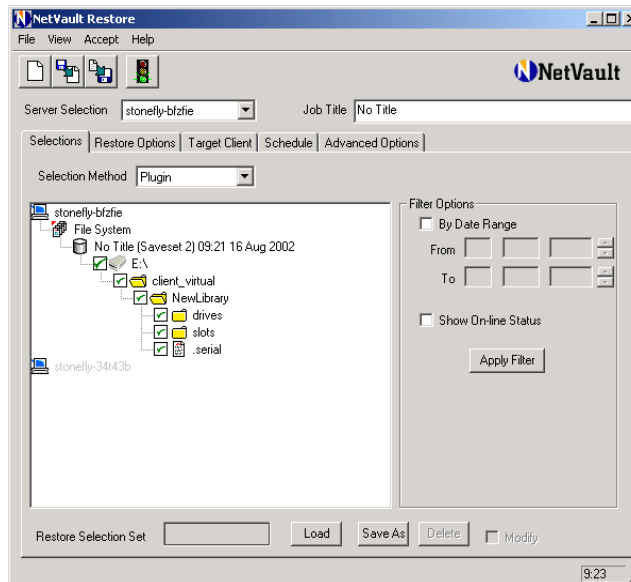 NetVault Restore
File View Accept Help
NetVault
Server Selection stonefly-bfzfie Job Title No Title
Selections Restore Options Target Client Schedule Advanced Options
Selection Method Plugin
stonefly-bfzfie
File System
No Title (Saveset 2) 09:21 16 Aug 2002
E:\
client_virtual
NewLibrary
drives
slots
.serial
stonefly-34t43b
Filter Options
By Date Range
From
To
Show On-line Status
Apply Filter
Restore Selection Set Load Save As Delete Modify
9:23